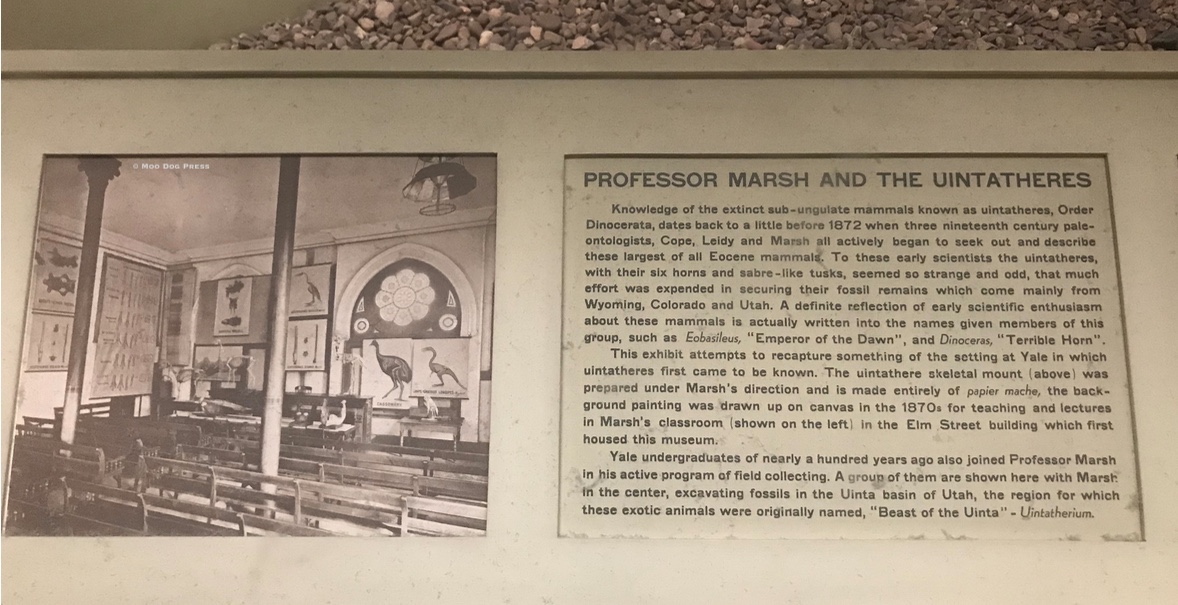 © MOO DOG PRESS
PROFESSOR MARSH AND THE UINTATHERES
Knowledge of the extinct sub-ungulate mammals known as uintatheres, Order
Dinocerata, dates back to a little before 1872 when three nineteenth century pale-
ontologists, Cope, Leidy and Marsh all actively began to seek out and describe
these largest of all Eocene mammals. To these early scientists the uintatheres,
with their six horns and sabre-like tusks, seemed so strange and odd, that much
effort was expended in securing their fossil remains which come mainly from
Wyoming, Colorado and Utah. A definite reflection of early scientific enthusiasm
about these mammals is actually written into the names given members of this
group, such as Eobasileus, "Emperor of the Dawn", and Dinoceras, "Terrible Horn".
This exhibit attempts to recapture something of the setting at Yale in which
uintatheres first came to be known. The uintathere skeletal mount (above) was
prepared under Marsh's direction and is made entirely of papier mache, the back-
ground painting was drawn up on canvas in the 1870s for teaching and lectures
in Marsh's classroom (shown on the left) in the Elm Street building which first
housed this museum.
Yale undergraduates of nearly a hundred years ago also joined Professor Marsh
in his active program of field collecting. A group of them are shown here with Marsh
in the center, excavating fossils in the Uinta basin of Utah, the region for which
these exotic animals were originally named, "Beast of the Uinta" - Uintatherium.